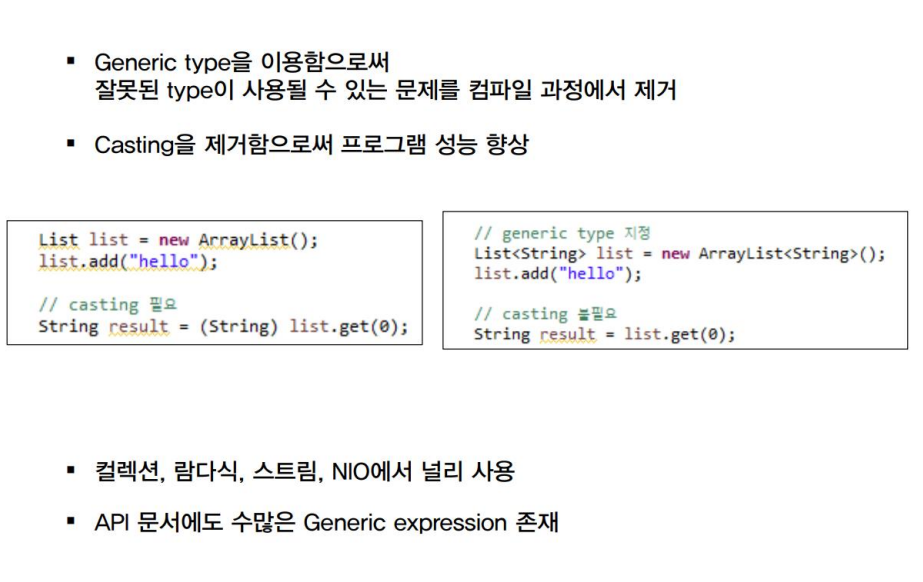 ▪ Generic type을 이용함으로써
잘못된 type이 사용될 수 있는 문제를 컴파일 과정에서 제거
▪ Casting을 제거함으로써 프로그램 성능 향상
List list = new ArrayList();
list.add("hello");
// casting 필요
String result = (String) list.get(0);
// generic type 지정
List<String> list = new ArrayList<String>();
list.add("hello");
// casting 불필요
String result = list.get(0);
▪ 컬렉션, 람다식, 스트림, NIO에서 널리 사용
▪ API 문서에도 수많은 Generic expression 존재